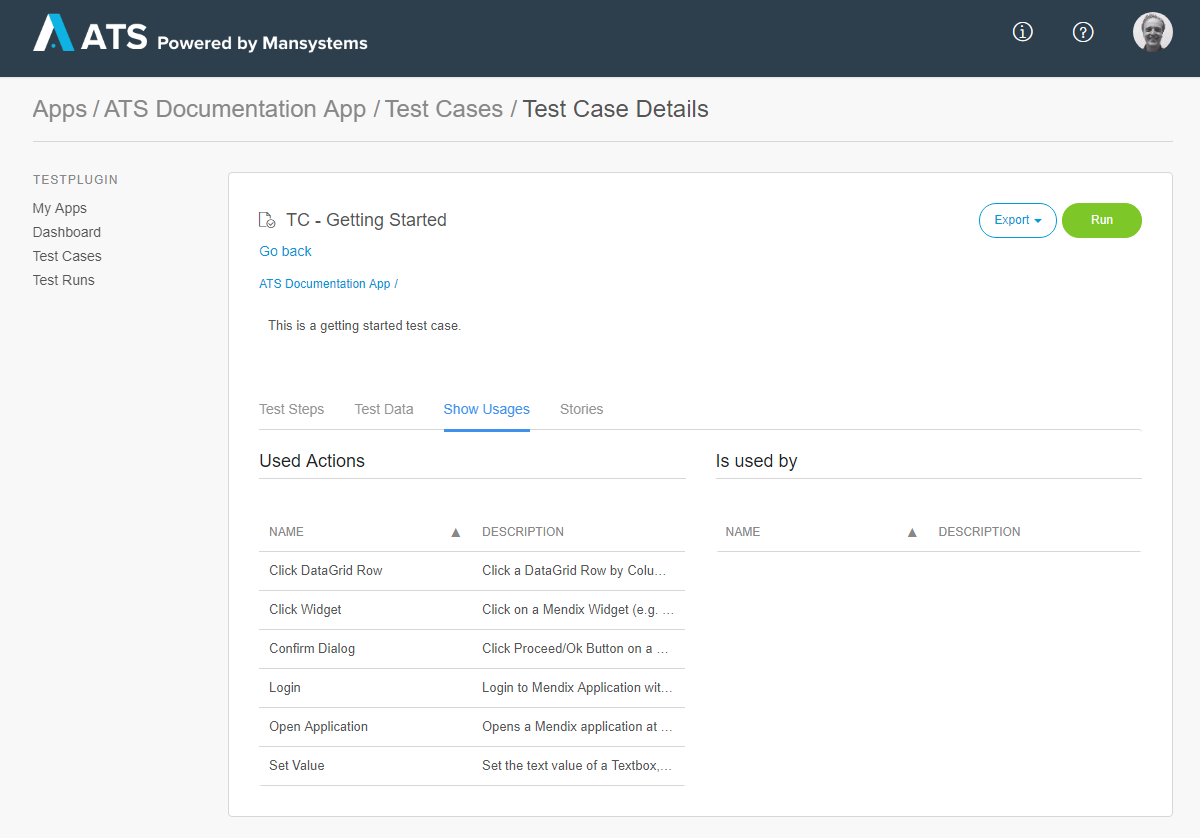 ATS Powered by Mansystems
Apps / ATS Documentation App / Test Cases / Test Case Details
TESTPLUGIN
My Apps
Dashboard
Test Cases
Test Runs
TC - Getting Started
Export
Run
Go back
ATS Documentation App /
This is a getting started test case.
Test Steps Test Data Show Usages Stories
Used Actions
NAME ▲ DESCRIPTION
Click DataGrid Row Click a DataGrid Row by Colu...
Click Widget Click on a Mendix Widget (e.g. ...
Confirm Dialog Click Proceed/Ok Button on a ...
Login Login to Mendix Application wit...
Open Application Opens a Mendix application at ...
Set Value Set the text value of a Textbox,...
Is used by
NAME ▲ DESCRIPTION